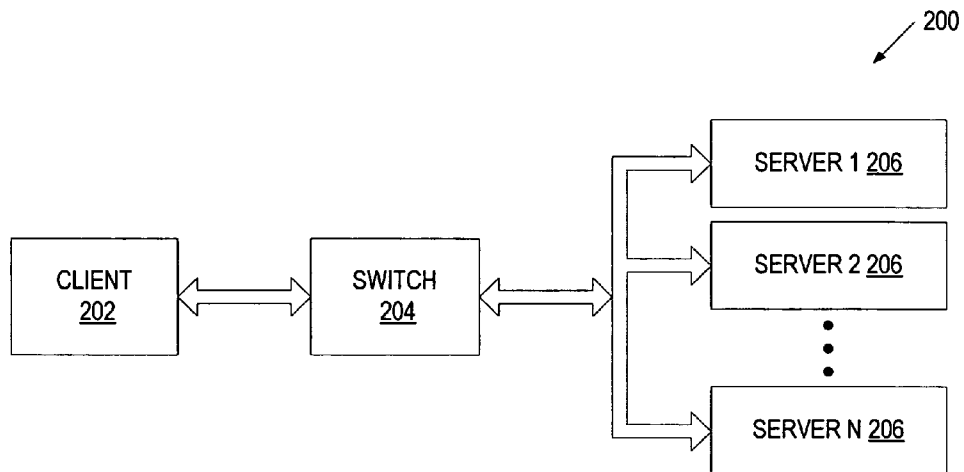 200
SERVER 1 206
SERVER 2 206
CLIENT
202
SWITCH
204
SERVER N 206